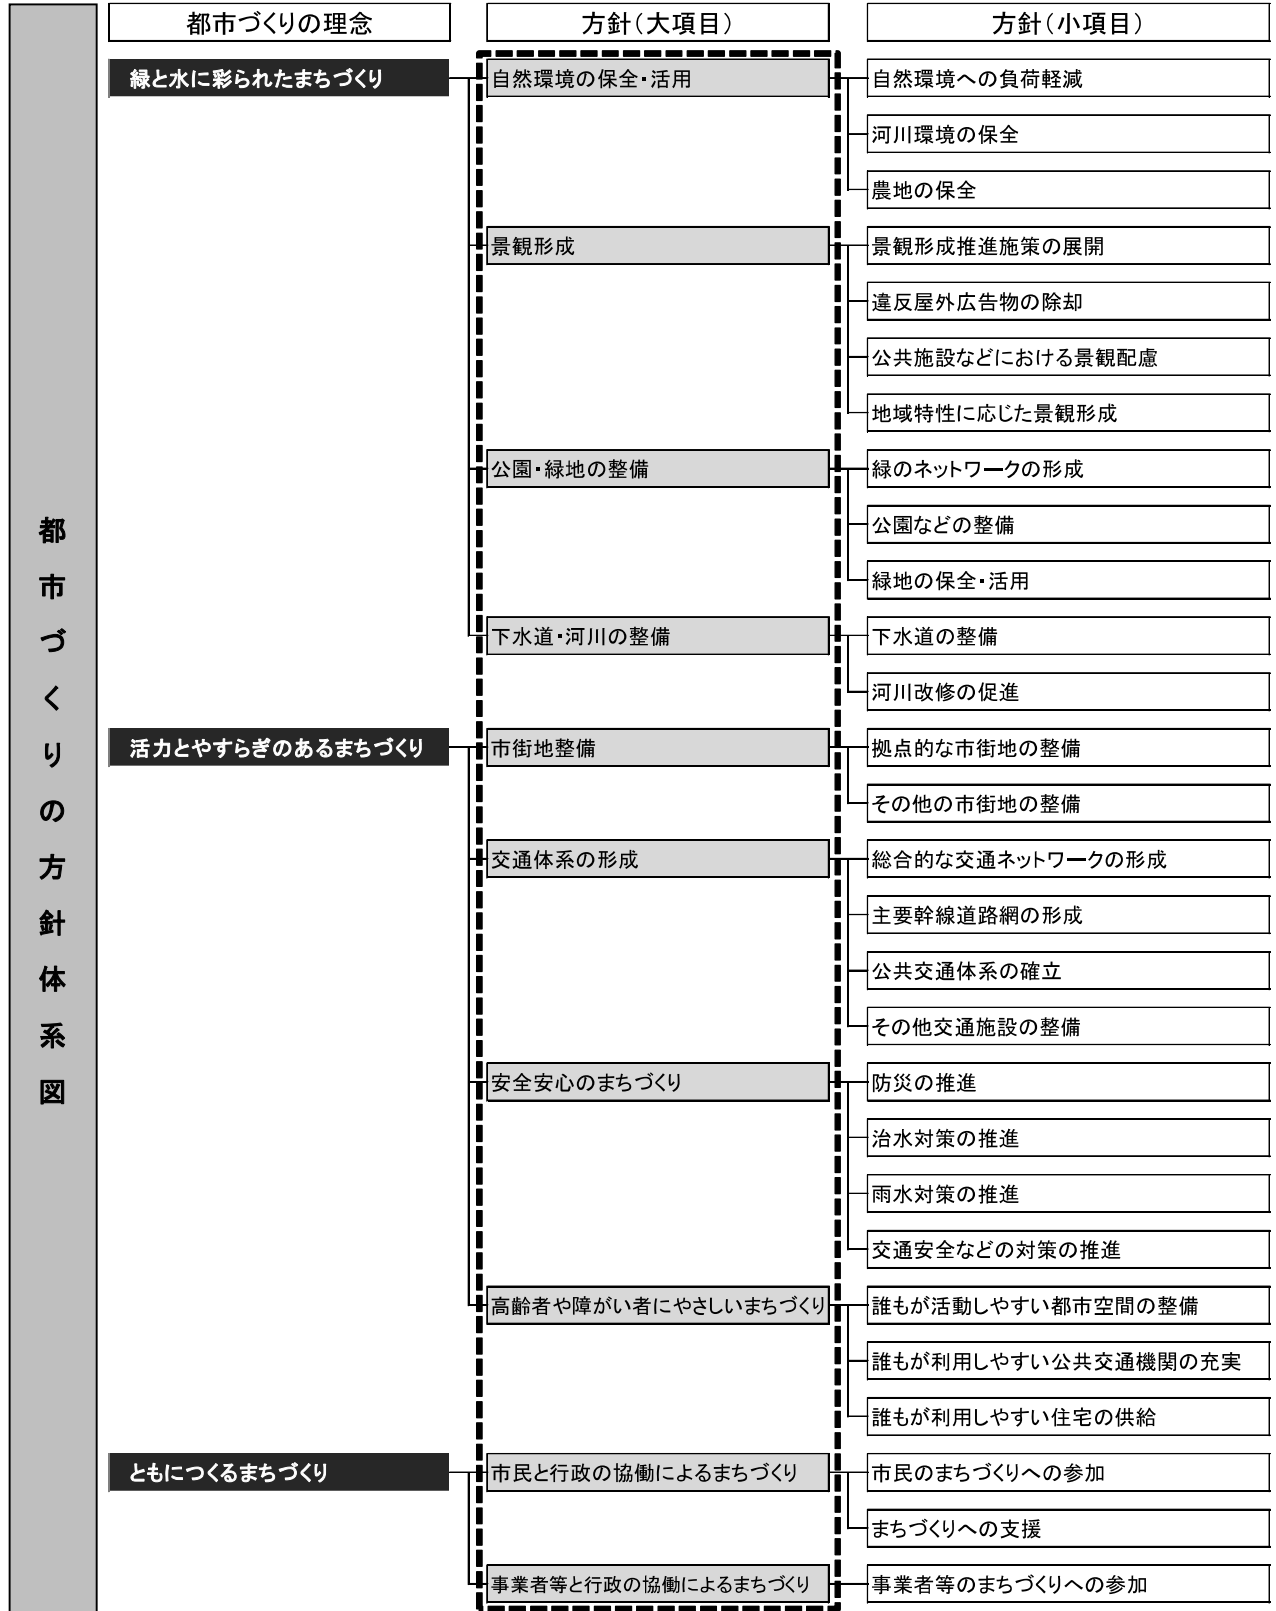 都市づくりの方針体系図
都市づくりの理念
方針(大項目)
方針(小項目)
緑と水に彩られたまちづくり
自然環境の保全・活用
自然環境への負荷軽減
河川環境の保全
農地の保全
景観形成
景観形成推進施策の展開
違反屋外広告物の除却
公共施設などにおける景観配慮
地域特性に応じた景観形成
公園・緑地の整備
緑のネットワークの形成
公園などの整備
緑地の保全・活用
下水道・河川の整備
下水道の整備
河川改修の促進
活力とやすらぎのあるまちづくり
市街地整備
拠点的な市街地の整備
その他の市街地の整備
交通体系の形成
総合的な交通ネットワークの形成
主要幹線道路網の形成
公共交通体系の確立
その他交通施設の整備
安全安心のまちづくり
防災の推進
治水対策の推進
雨水対策の推進
交通安全などの対策の推進
高齢者や障がい者にやさしいまちづくり
誰もが活動しやすい都市空間の整備
誰もが利用しやすい公共交通機関の充実
誰もが利用しやすい住宅の供給
ともにつくるまちづくり
市民と行政の協働によるまちづくり
市民のまちづくりへの参加
まちづくりへの支援
事業者等と行政の協働によるまちづくり
事業者等のまちづくりへの参加